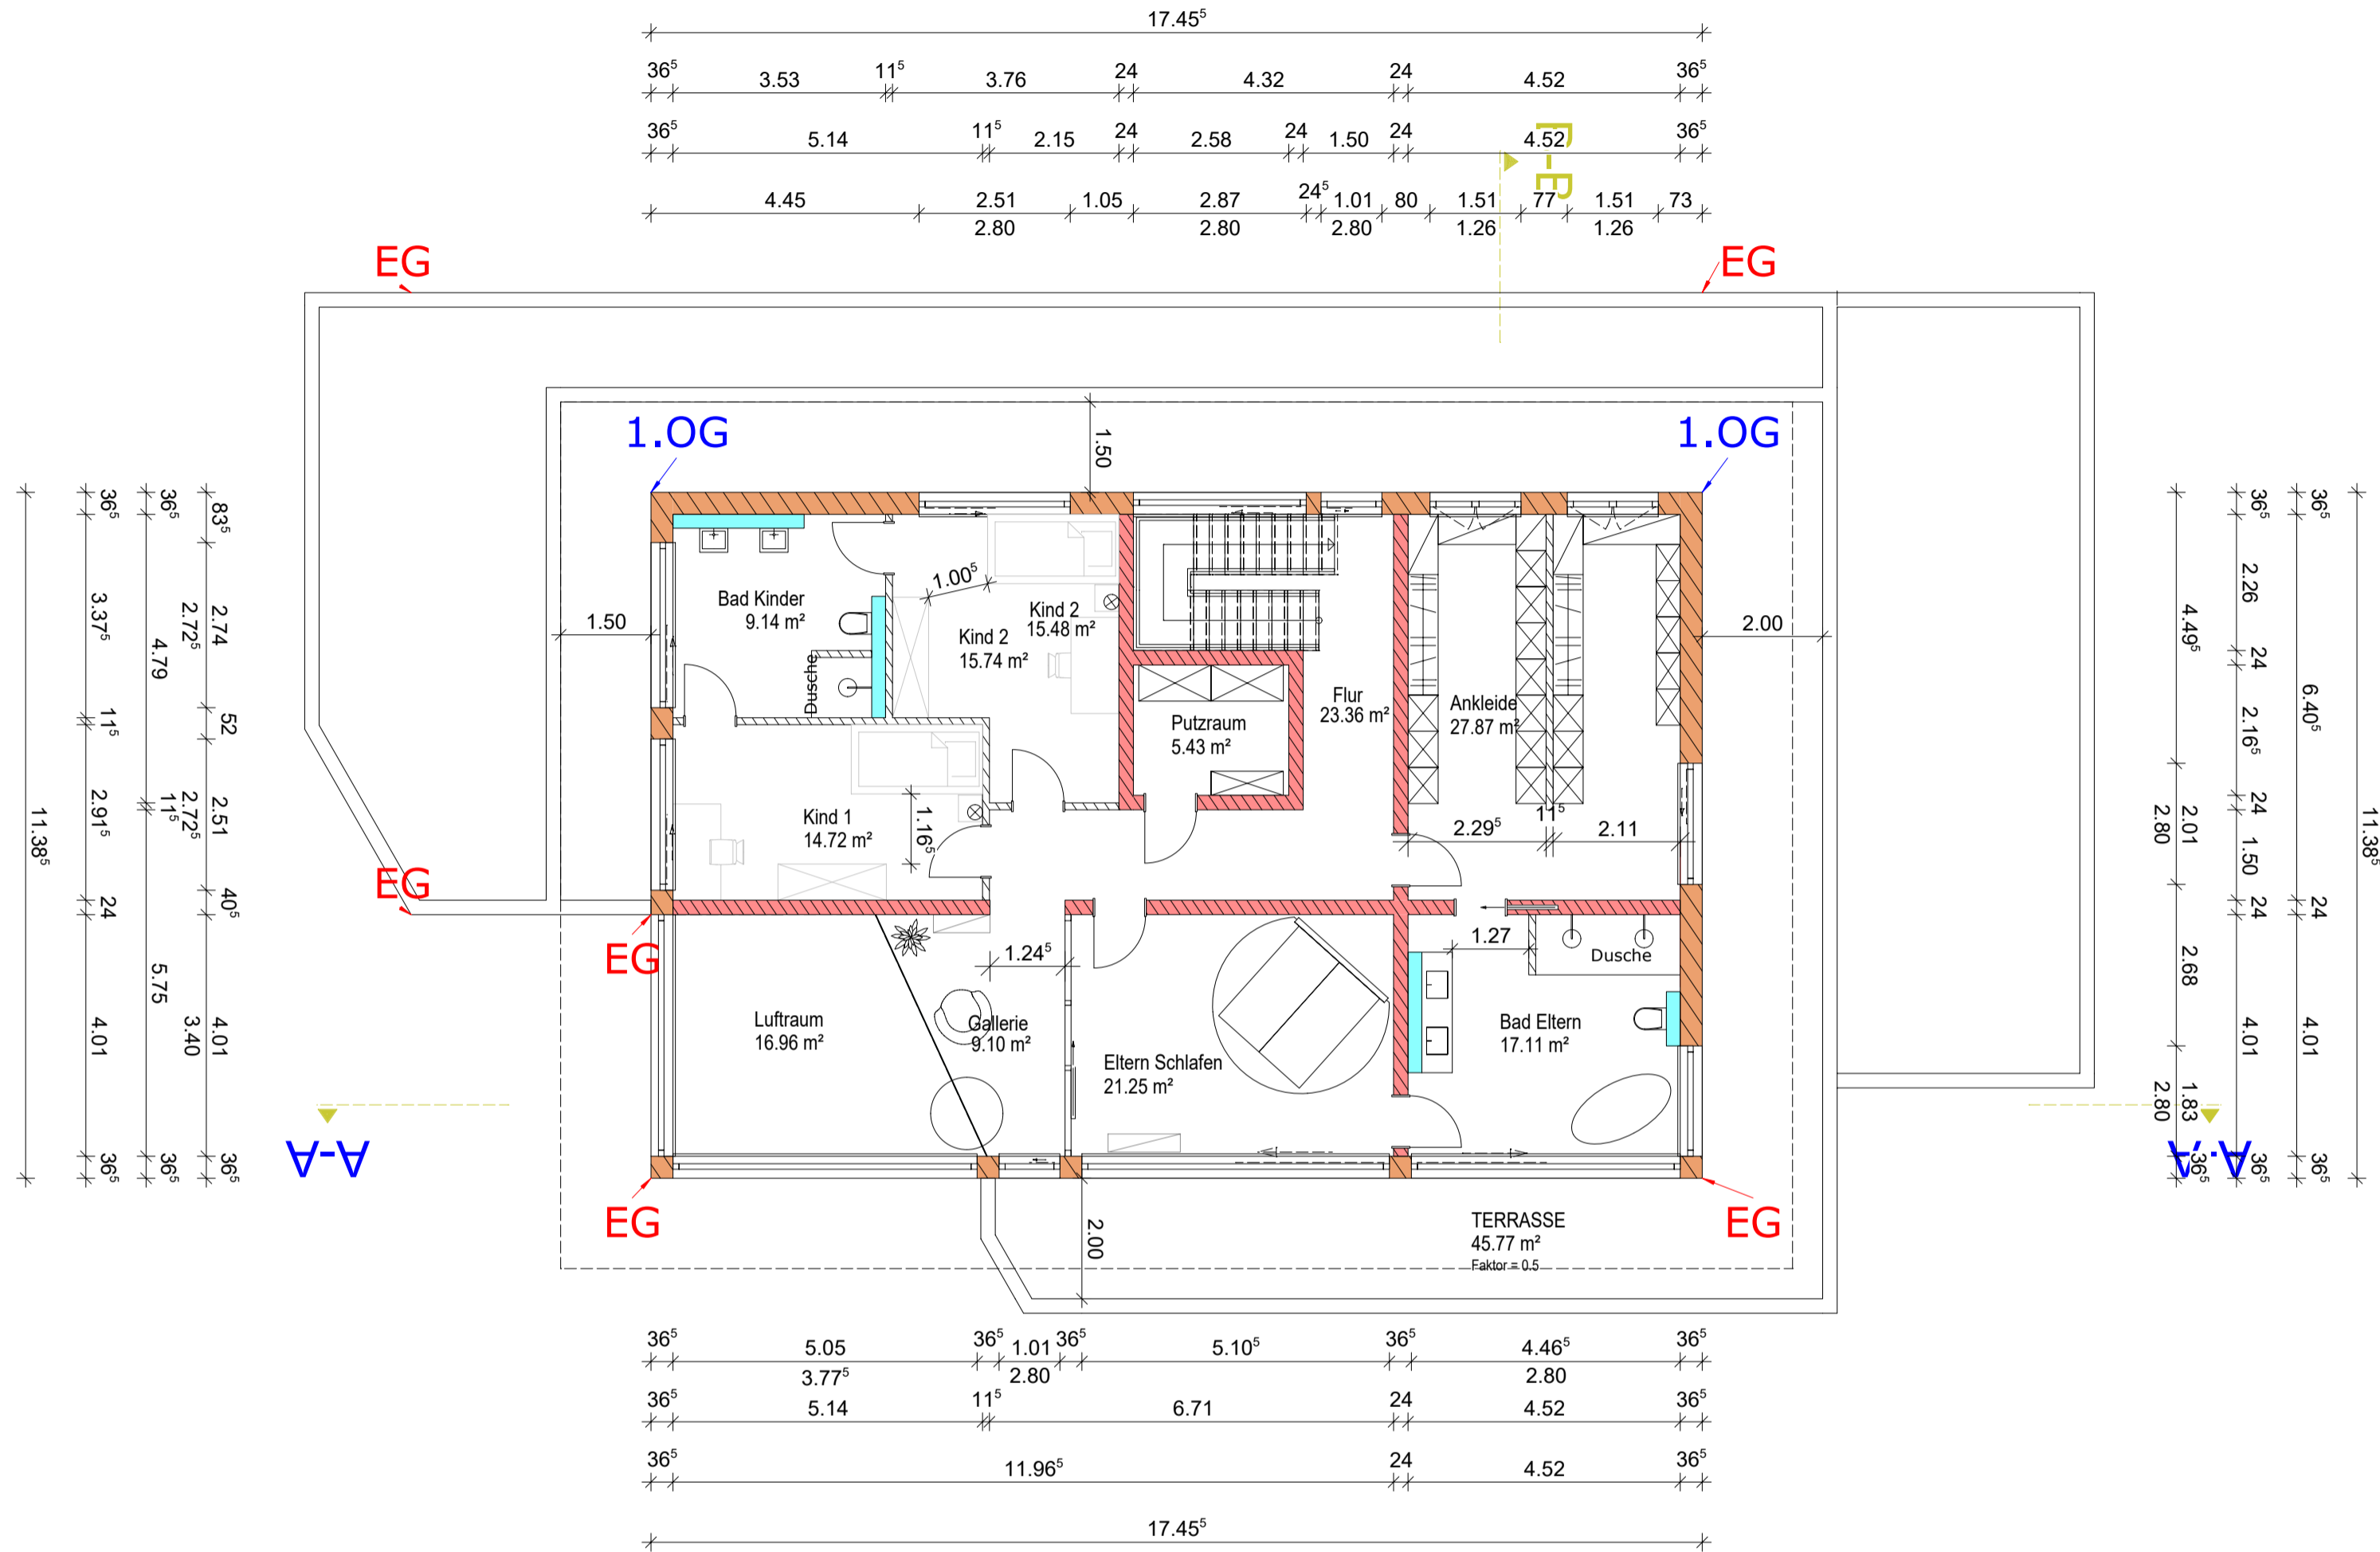 17.45⁵
36⁵ 3.53 11⁵ 3.76 24 4.32 24 4.52 36⁵
36⁵ 5.14 11⁵ 2.15 24 2.58 24 1.50 24 4.52 36⁵
4.45 2.51 1.05 2.87 24⁵ 1.01 80 1.51 77 1.51 73
2.80 2.80 2.80 1.26 1.26
EG EG
1.OG 1.OG
1.50
1.50
2.00
Bad Kinder
9.14 m²
Dusche
1.00⁵
Kind 2
15.48 m²
Kind 2
15.74 m²
Putzraum
5.43 m²
Flur
23.36 m²
Ankleide
27.87 m²
11⁵
2.29⁵ 2.11
Kind 1
14.72 m²
1.16⁵
EG
EG
1.24⁵
1.27
Dusche
Luftraum
16.96 m²
Gallerie
9.10 m²
Eltern Schlafen
21.25 m²
Bad Eltern
17.11 m²
A-A
EG EG
2.00
TERRASSE
45.77 m²
Faktor = 0.5
11.38⁵
36⁵ 3.37⁵ 11⁵ 2.91⁵ 24 4.01 36⁵
36⁵ 4.79 11⁵ 5.75 36⁵
83⁵ 2.74 52 2.51 40⁵ 4.01 36⁵
2.72⁵ 2.72⁵ 3.40
4.49⁵ 2.01 2.68 1.83 36⁵
2.80 2.80
36⁵ 2.26 24 2.16⁵ 24 1.50 24 4.01 36⁵
36⁵ 6.40⁵ 24 4.01 36⁵
11.38⁵
36⁵ 5.05 36⁵ 1.01 36⁵ 5.10⁵ 36⁵ 4.46⁵ 36⁵
3.77⁵ 2.80 2.80
36⁵ 5.14 11⁵ 6.71 24 4.52 36⁵
36⁵ 11.96⁵ 24 4.52 36⁵
17.45⁵